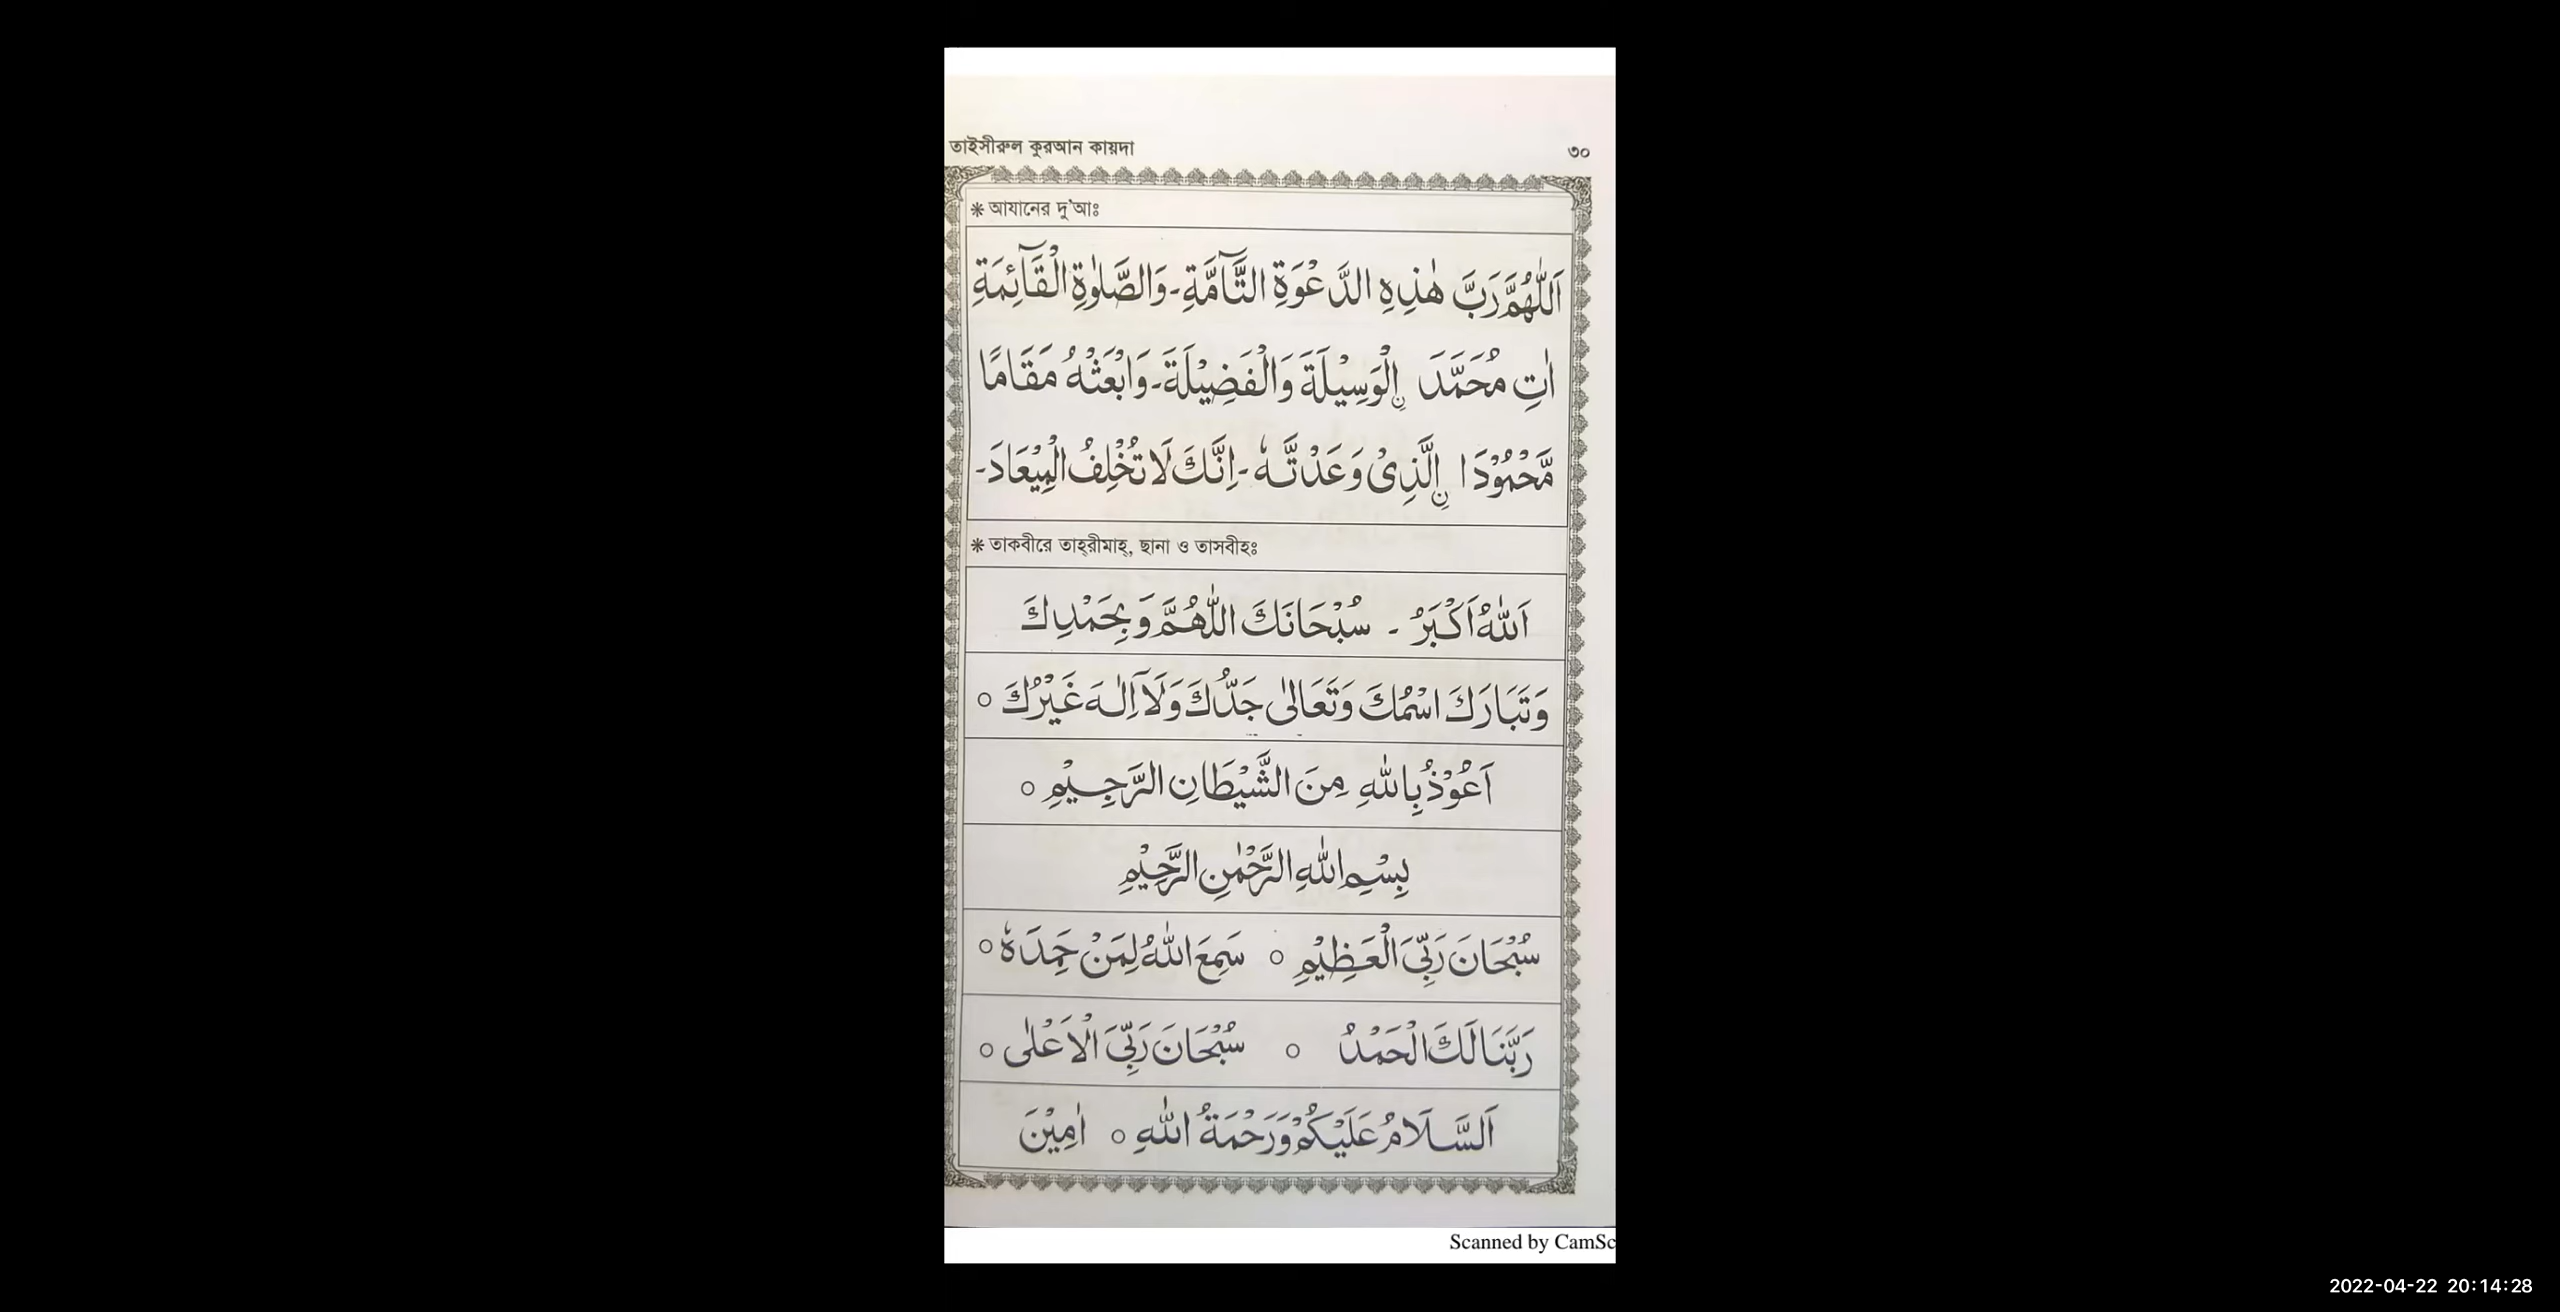 তাইসীরুল কুরআন কায়দা ৩০
❋ আযানের দু'আঃ
اَللّٰهُمَّ رَبَّ هٰذِهِ الدَّعْوَةِ التَّآمَّةِ-وَالصَّلٰوةِ الْقَآئِمَةِ
اٰتِ مُحَمَّدَ نِ الْوَسِيْلَةَ وَالْفَضِيْلَةَ-وَابْعَثْهُ مَقَامًا
مَّحْمُوْدَا نِ الَّذِىْ وَعَدْتَّهٗ-اِنَّكَ لَا تُخْلِفُ الْمِيْعَادَ-
❋ তাকবীরে তাহ্‌রীমাহ্‌, ছানা ও তাসবীহঃ
اَللّٰهُ اَكْبَرُ - سُبْحَانَكَ اللّٰهُمَّ وَبِحَمْدِكَ
وَتَبَارَكَ اسْمُكَ وَتَعَالٰى جَدُّكَ وَلَآ اِلٰهَ غَيْرُكَ ○
اَعُوْذُ بِاللّٰهِ مِنَ الشَّيْطَانِ الرَّجِيْمِ ○
بِسْمِ اللّٰهِ الرَّحْمٰنِ الرَّحِيْمِ
سُبْحَانَ رَبِّىَ الْعَظِيْمِ ○ سَمِعَ اللّٰهُ لِمَنْ حَمِدَهٗ ○
رَبَّنَا لَكَ الْحَمْدُ ○ سُبْحَانَ رَبِّىَ الْاَعْلٰى ○
اَلسَّلَامُ عَلَيْكُمْ وَرَحْمَةُ اللّٰهِ ○ اٰمِيْنَ
Scanned by CamSc
2022-04-22 20:14:28